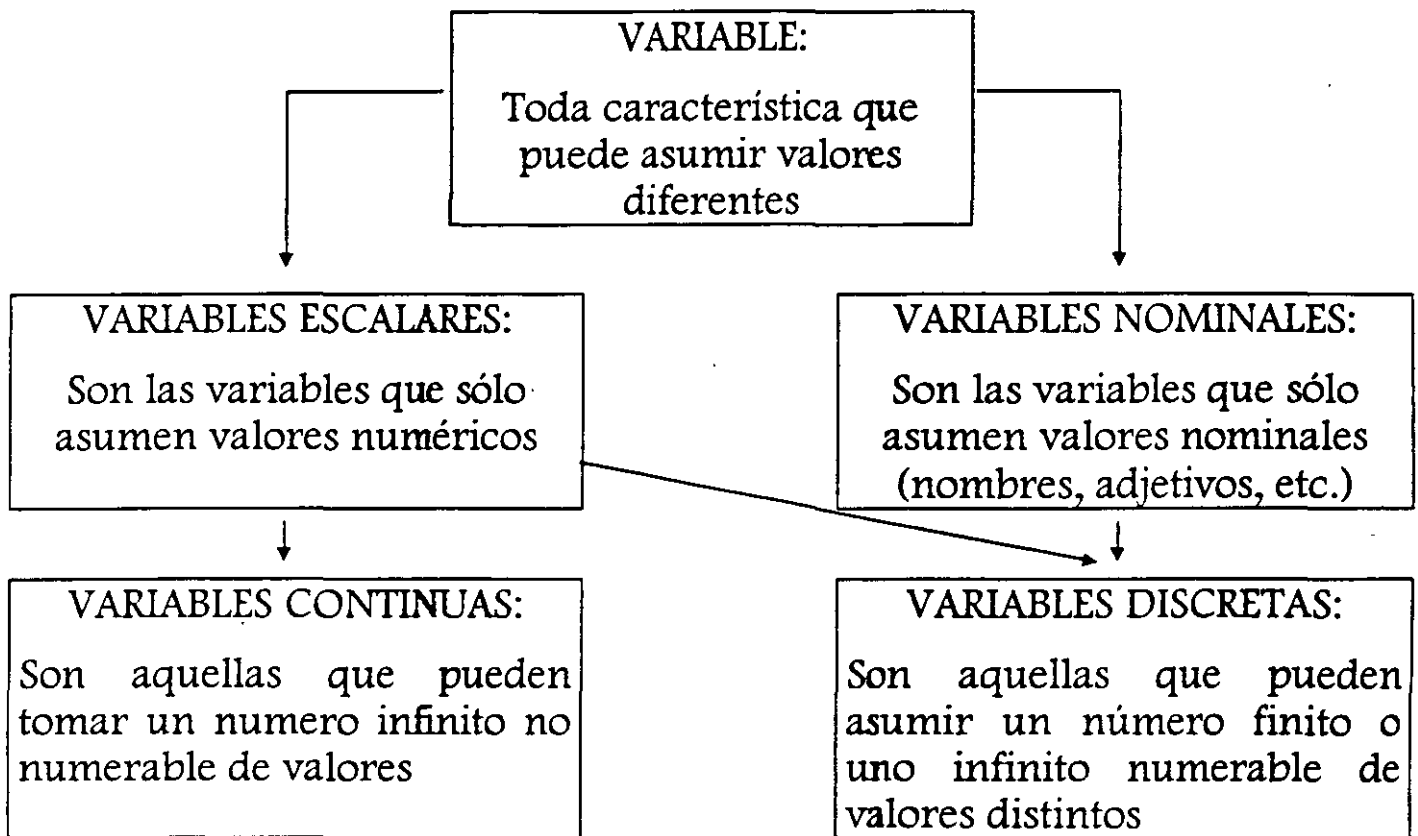 VARIABLE:
Toda característica que
puede asumir valores
diferentes
VARIABLES ESCALARES:
Son las variables que sólo
asumen valores numéricos
VARIABLES NOMINALES:
Son las variables que sólo
asumen valores nominales
(nombres, adjetivos, etc.)
VARIABLES CONTINUAS:
Son aquellas que pueden
tomar un numero infinito no
numerable de valores
VARIABLES DISCRETAS:
Son aquellas que pueden
asumir un número finito o
uno infinito numerable de
valores distintos